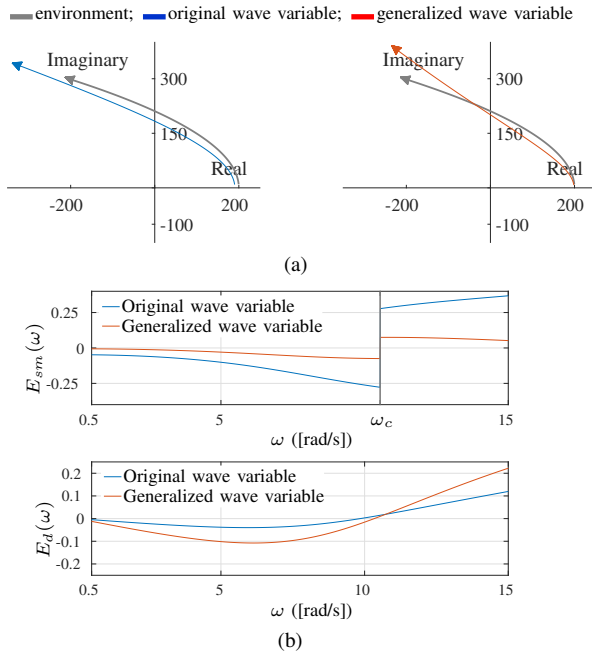 environment; original wave variable; generalized wave variable
Imaginary
300
150
Real
-200
200
-100
Imaginary
300
150
Real
-200
200
-100
(a)
Original wave variable
Generalized wave variable
E_sm(ω)
0.25
0
-0.25
0.5 5 ω_c 15
ω ([rad/s])
Original wave variable
Generalized wave variable
E_d(ω)
0.2
0.1
0
-0.1
-0.2
0.5 5 10 15
ω ([rad/s])
(b)